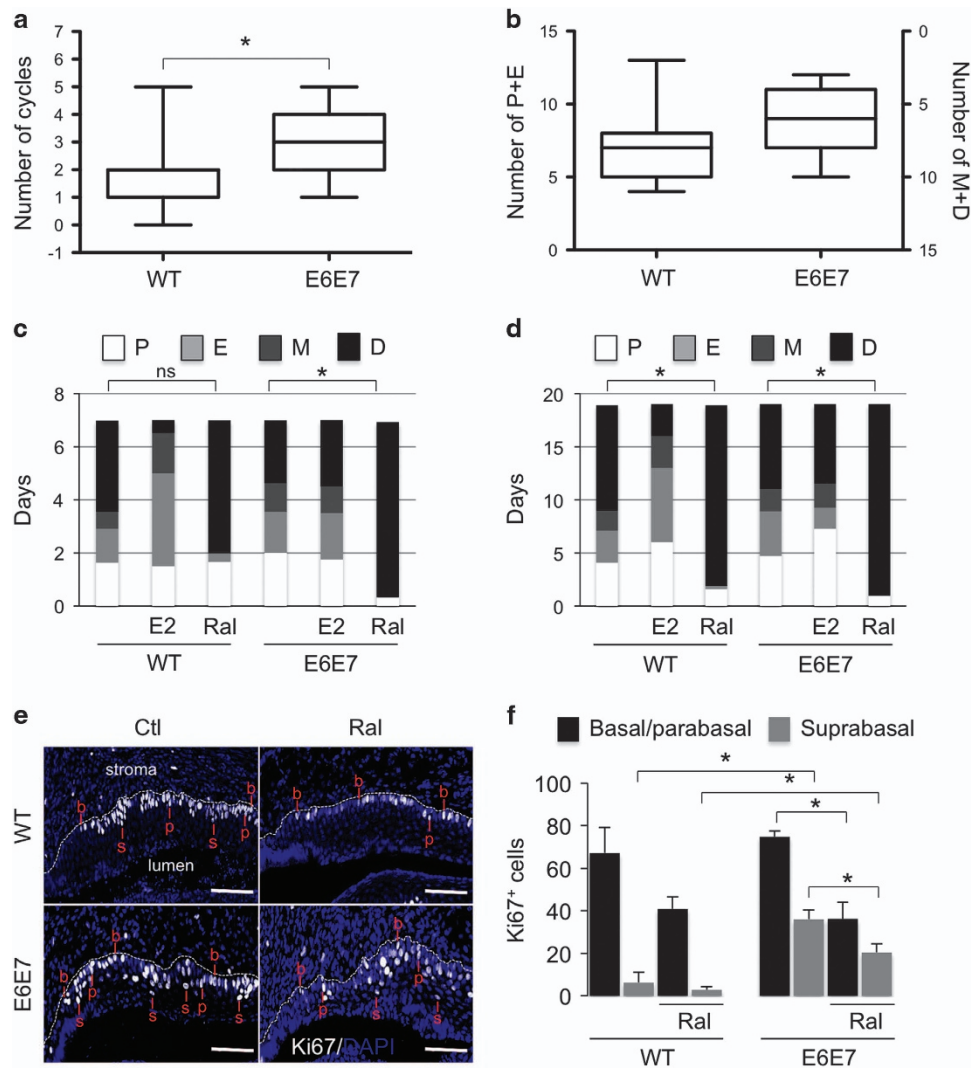 a
7
6
5
4
3
2
1
0
-1
Number of cycles
*
WT
E6E7
b
15
10
5
0
Number of P+E
0
5
10
15
Number of M+D
WT
E6E7
c
P E M D
ns
*
8
6
4
2
0
Days
E2 Ral E2 Ral
WT E6E7
d
P E M D
*
*
20
15
10
5
0
Days
E2 Ral E2 Ral
WT E6E7
e
Ctl Ral
WT
stroma
b b
s p s p
lumen
b b b
p
E6E7
b b b
p s s p s
s
b b
p s s
Ki67/DAPI
f
Basal/parabasal Suprabasal
*
*
*
*
100
80
60
40
20
0
Ki67+ cells
Ral Ral
WT E6E7